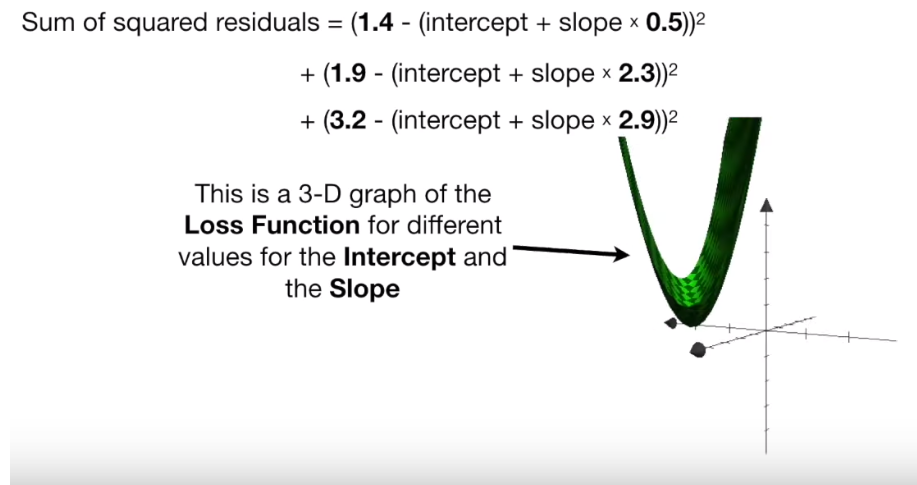 Sum of squared residuals = (1.4 - (intercept + slope × 0.5))²
+ (1.9 - (intercept + slope × 2.3))²
+ (3.2 - (intercept + slope × 2.9))²
This is a 3-D graph of the
Loss Function for different
values for the Intercept and
the Slope